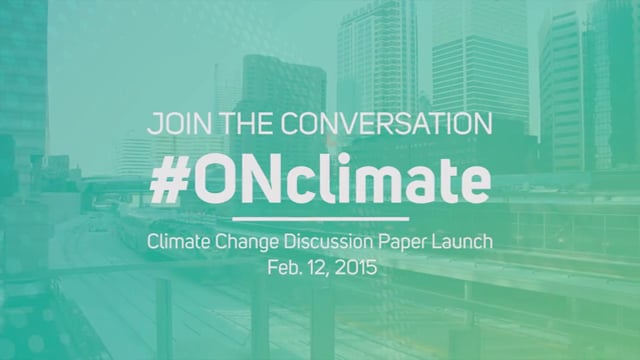 JOIN THE CONVERSATION
#ONclimate
Climate Change Discussion Paper Launch
Feb. 12, 2015